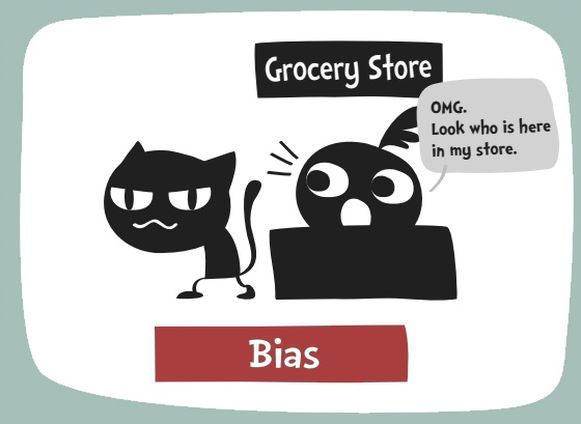 Grocery Store
OMG.
Look who is here
in my store.
Bias